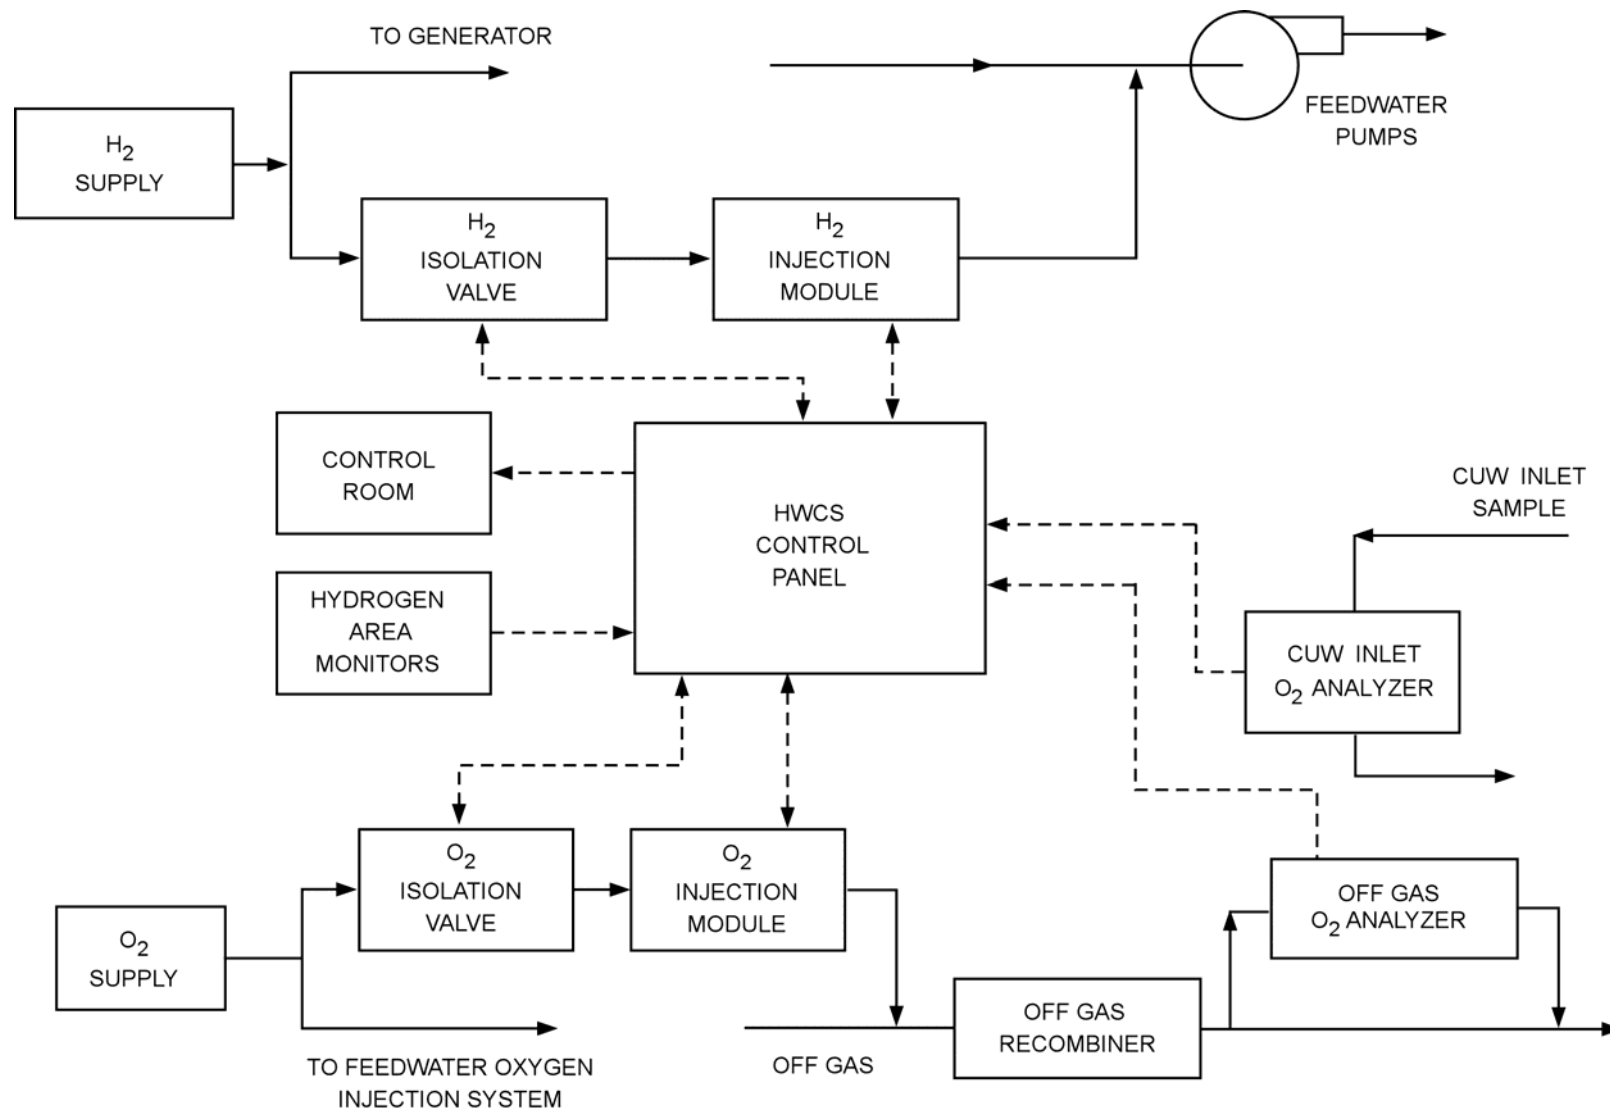 TO GENERATOR
FEEDWATER
PUMPS
H2
SUPPLY
H2
ISOLATION
VALVE
H2
INJECTION
MODULE
CONTROL
ROOM
HWCS
CONTROL
PANEL
CUW INLET
SAMPLE
HYDROGEN
AREA
MONITORS
CUW INLET
O2 ANALYZER
O2
ISOLATION
VALVE
O2
INJECTION
MODULE
OFF GAS
O2 ANALYZER
O2
SUPPLY
OFF GAS
RECOMBINER
TO FEEDWATER OXYGEN
INJECTION SYSTEM
OFF GAS